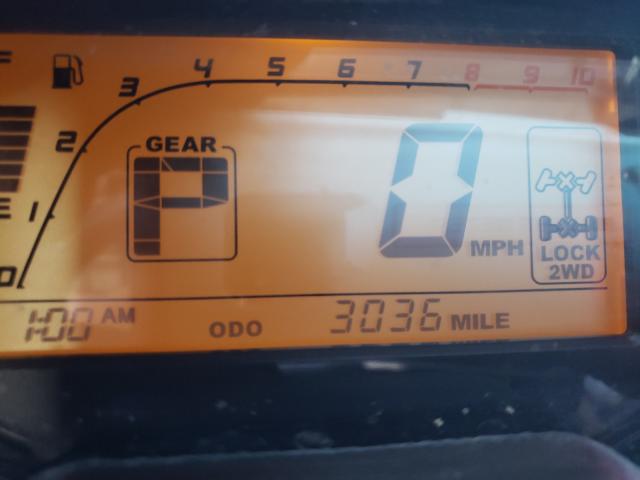 F
4 5 6 7 8 9 10
3
2
GEAR
P
0
MPH
E
1
LOCK
2WD
0
1:00 AM ODO 3036 MILE